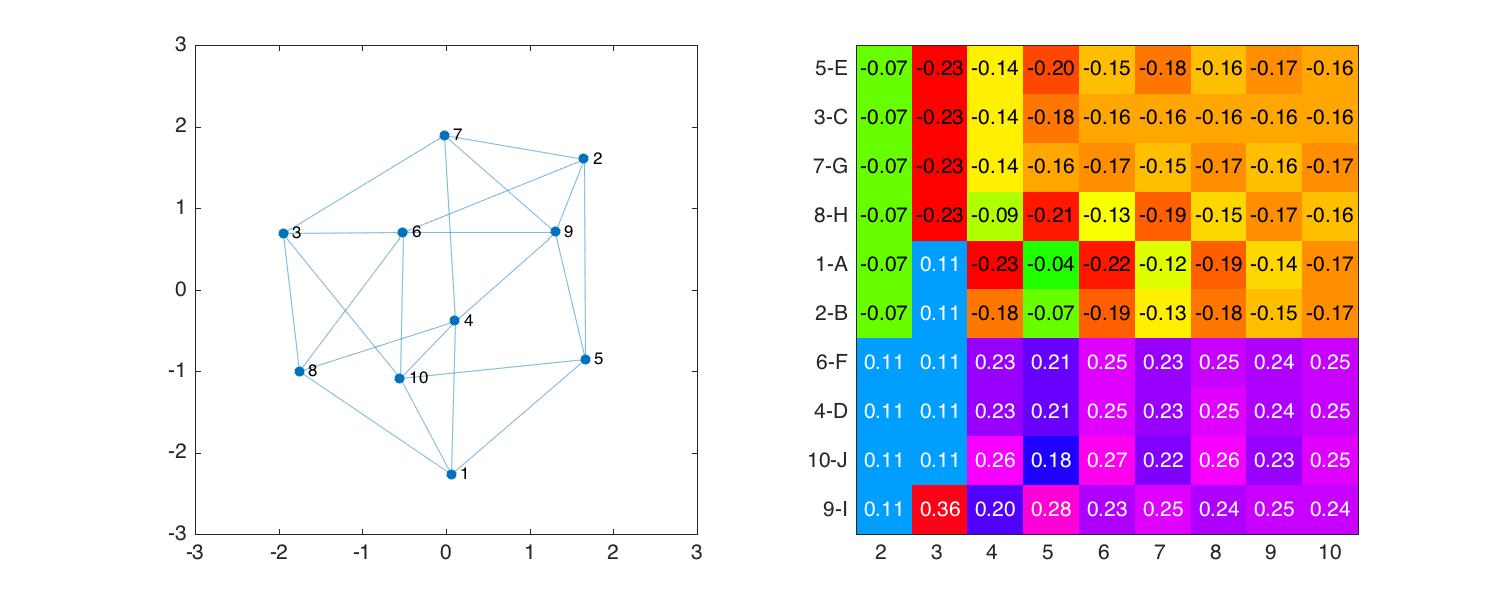 3
2
1
0
-1
-2
-3
-3 -2 -1 0 1 2 3
7
2
3
6
9
4
5
8
10
1
5-E -0.07 -0.23 -0.14 -0.20 -0.15 -0.18 -0.16 -0.17 -0.16
3-C -0.07 -0.23 -0.14 -0.18 -0.16 -0.16 -0.16 -0.16 -0.16
7-G -0.07 -0.23 -0.14 -0.16 -0.17 -0.15 -0.17 -0.16 -0.17
8-H -0.07 -0.23 -0.09 -0.21 -0.13 -0.19 -0.15 -0.17 -0.16
1-A -0.07 0.11 -0.23 -0.04 -0.22 -0.12 -0.19 -0.14 -0.17
2-B -0.07 0.11 -0.18 -0.07 -0.19 -0.13 -0.18 -0.15 -0.17
6-F 0.11 0.11 0.23 0.21 0.25 0.23 0.25 0.24 0.25
4-D 0.11 0.11 0.23 0.21 0.25 0.23 0.25 0.24 0.25
10-J 0.11 0.11 0.26 0.18 0.27 0.22 0.26 0.23 0.25
9-I 0.11 0.36 0.20 0.28 0.23 0.25 0.24 0.25 0.24
2 3 4 5 6 7 8 9 10